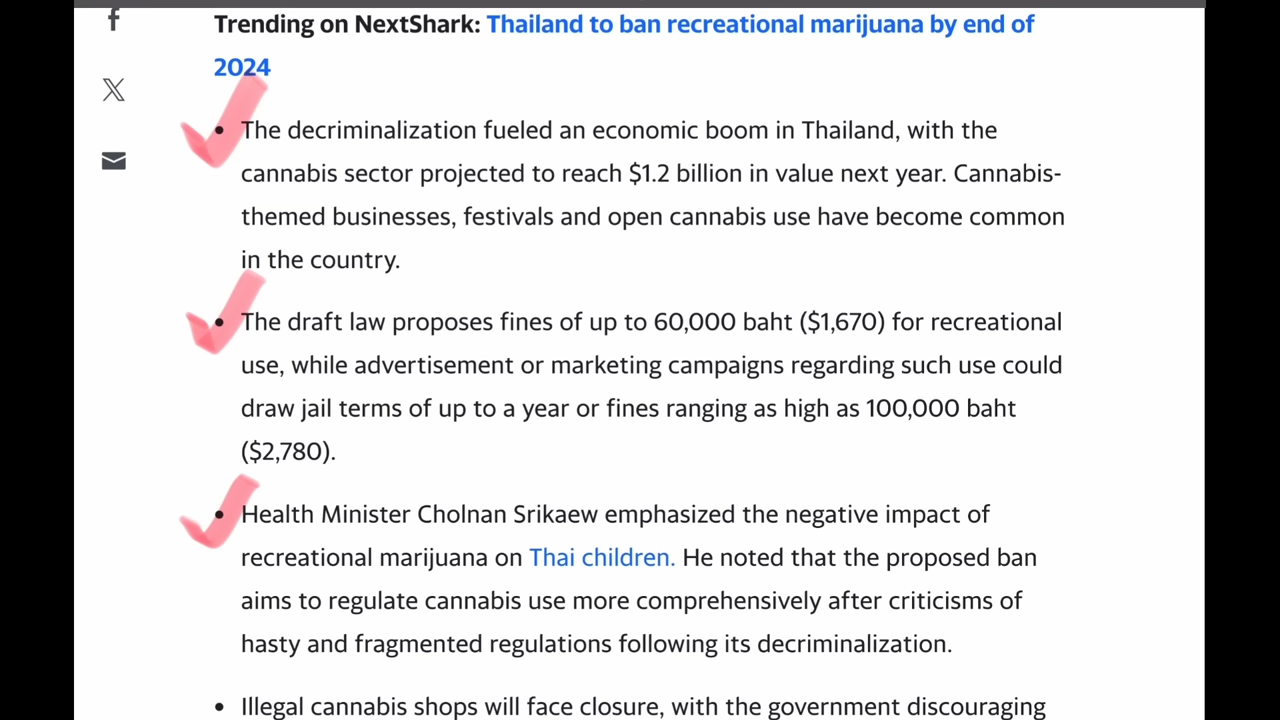 Trending on NextShark: Thailand to ban recreational marijuana by end of
2024
The decriminalization fueled an economic boom in Thailand, with the
cannabis sector projected to reach $1.2 billion in value next year. Cannabis-
themed businesses, festivals and open cannabis use have become common
in the country.
The draft law proposes fines of up to 60,000 baht ($1,670) for recreational
use, while advertisement or marketing campaigns regarding such use could
draw jail terms of up to a year or fines ranging as high as 100,000 baht
($2,780).
Health Minister Cholnan Srikaew emphasized the negative impact of
recreational marijuana on Thai children. He noted that the proposed ban
aims to regulate cannabis use more comprehensively after criticisms of
hasty and fragmented regulations following its decriminalization.
Illegal cannabis shops will face closure, with the government discouraging